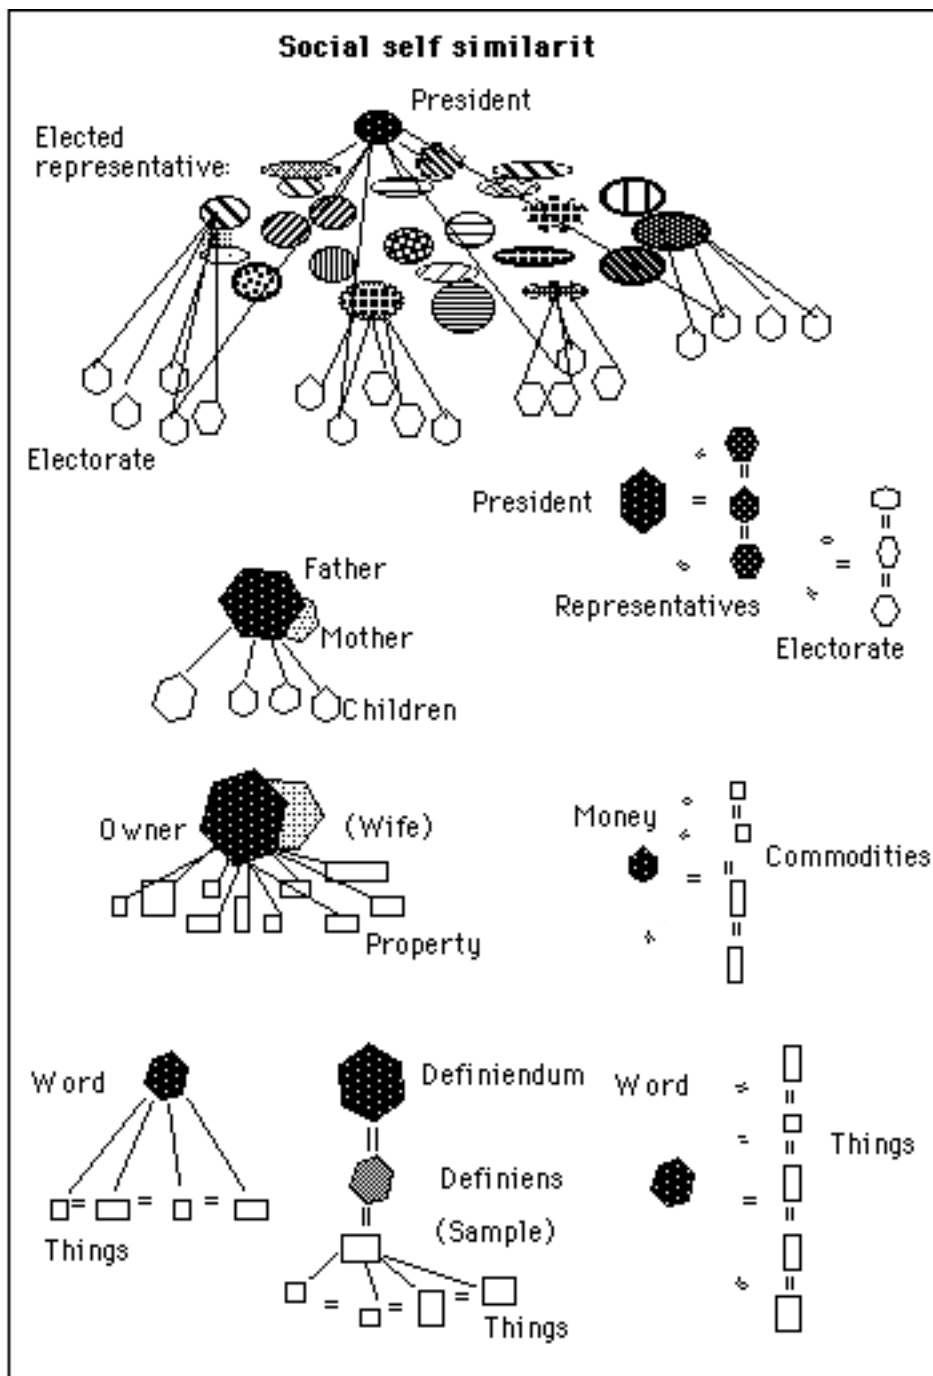 Social self similarit
President
Elected
representative:
Electorate
President
=
Representatives
=
Electorate
Father
Mother
Children
Owner
(Wife)
Property
Money
Commodities
=
Word
= = =
Things
Definiendum
Definiens
(Sample)
= = =
Things
Word
Things
=